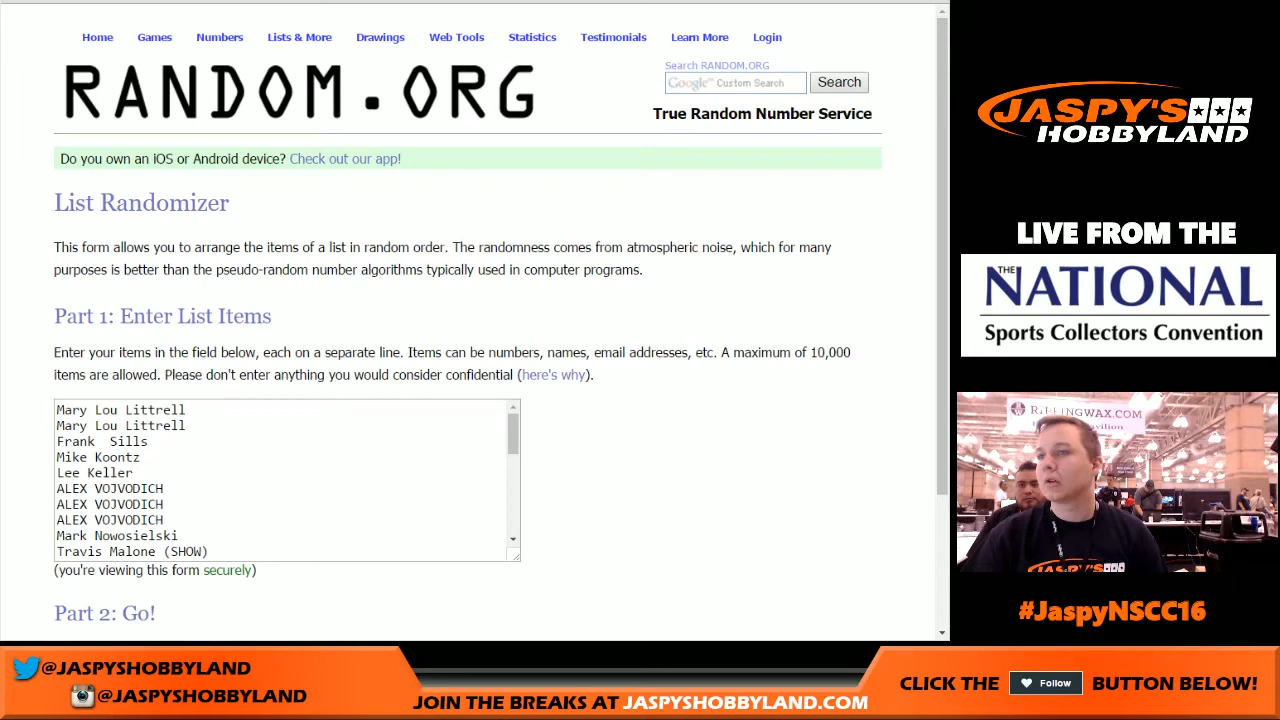 Home Games Numbers Lists & More Drawings Web Tools Statistics Testimonials Learn More Login
RANDOM.ORG
Search RANDOM.ORG
Google™ Custom Search Search
True Random Number Service
Do you own an iOS or Android device? Check out our app!
List Randomizer
This form allows you to arrange the items of a list in random order. The randomness comes from atmospheric noise, which for many
purposes is better than the pseudo-random number algorithms typically used in computer programs.
Part 1: Enter List Items
Enter your items in the field below, each on a separate line. Items can be numbers, names, email addresses, etc. A maximum of 10,000
items are allowed. Please don't enter anything you would consider confidential (here's why).
Mary Lou Littrell
Mary Lou Littrell
Frank  Sills
Mike Koontz
Lee Keller
ALEX VOJVODICH
ALEX VOJVODICH
ALEX VOJVODICH
Mark Nowosielski
Travis Malone (SHOW)
(you're viewing this form securely)
Part 2: Go!
JASPY'S
HOBBYLAND
LIVE FROM THE
THE NATIONAL
Sports Collectors Convention
JASPY'S
#JaspyNSCC16
@JASPYSHOBBYLAND
@JASPYSHOBBYLAND
JOIN THE BREAKS AT JASPYSHOBBYLAND.COM
CLICK THE Follow BUTTON BELOW!